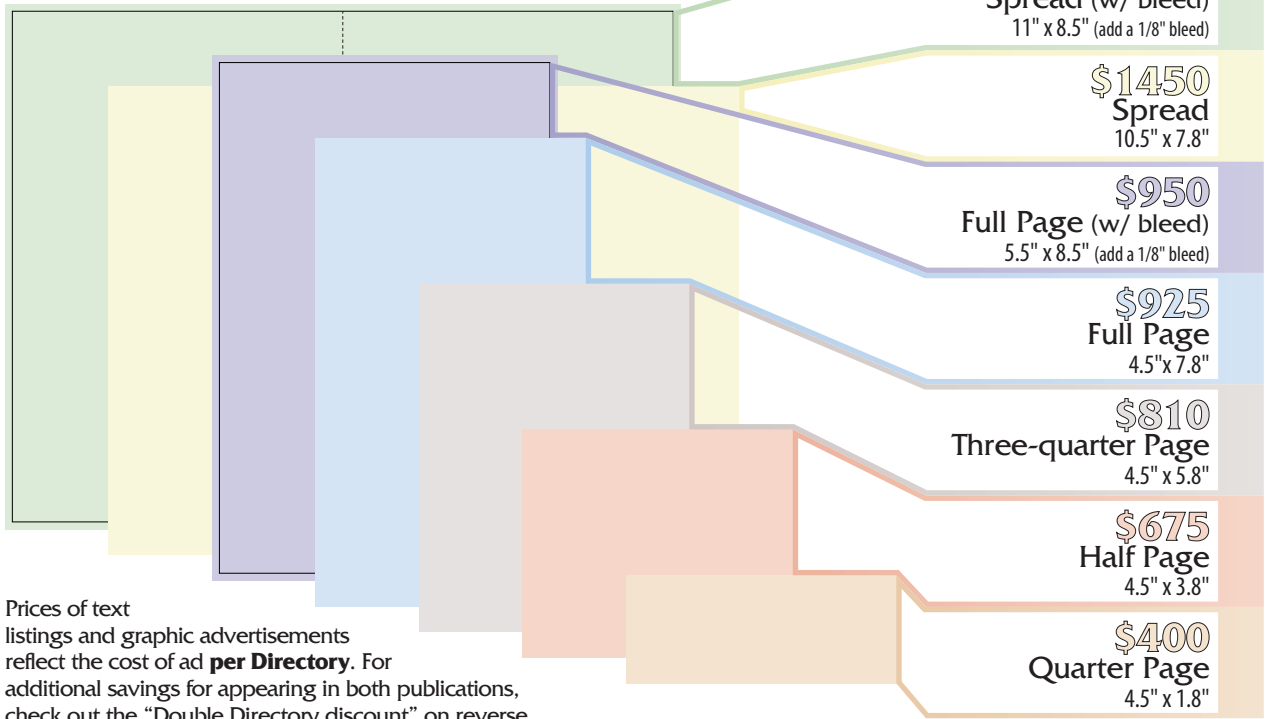 Spread (w/ bleed)
11" x 8.5" (add a 1/8" bleed)
$1450
Spread
10.5" x 7.8"
$950
Full Page (w/ bleed)
5.5" x 8.5" (add a 1/8" bleed)
$925
Full Page
4.5"x 7.8"
$810
Three-quarter Page
4.5" x 5.8"
$675
Half Page
4.5" x 3.8"
$400
Quarter Page
4.5" x 1.8"
Prices of text
listings and graphic advertisements
reflect the cost of ad per Directory. For
additional savings for appearing in both publications,
check out the “Double Directory discount” on reverse